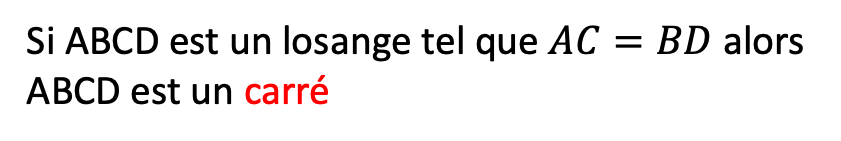 Si ABCD est un losange tel que AC = BD alors
ABCD est un carré